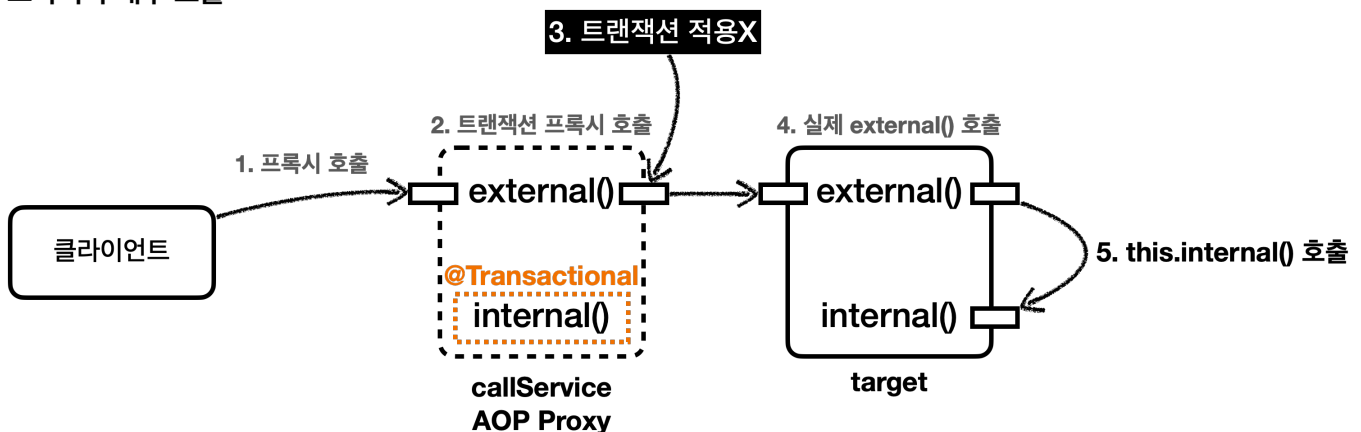 3. 트랜잭션 적용X
2. 트랜잭션 프록시 호출
4. 실제 external() 호출
1. 프록시 호출
external()
external()
클라이언트
5. this.internal() 호출
@Transactional
internal()
internal()
callService
AOP Proxy
target